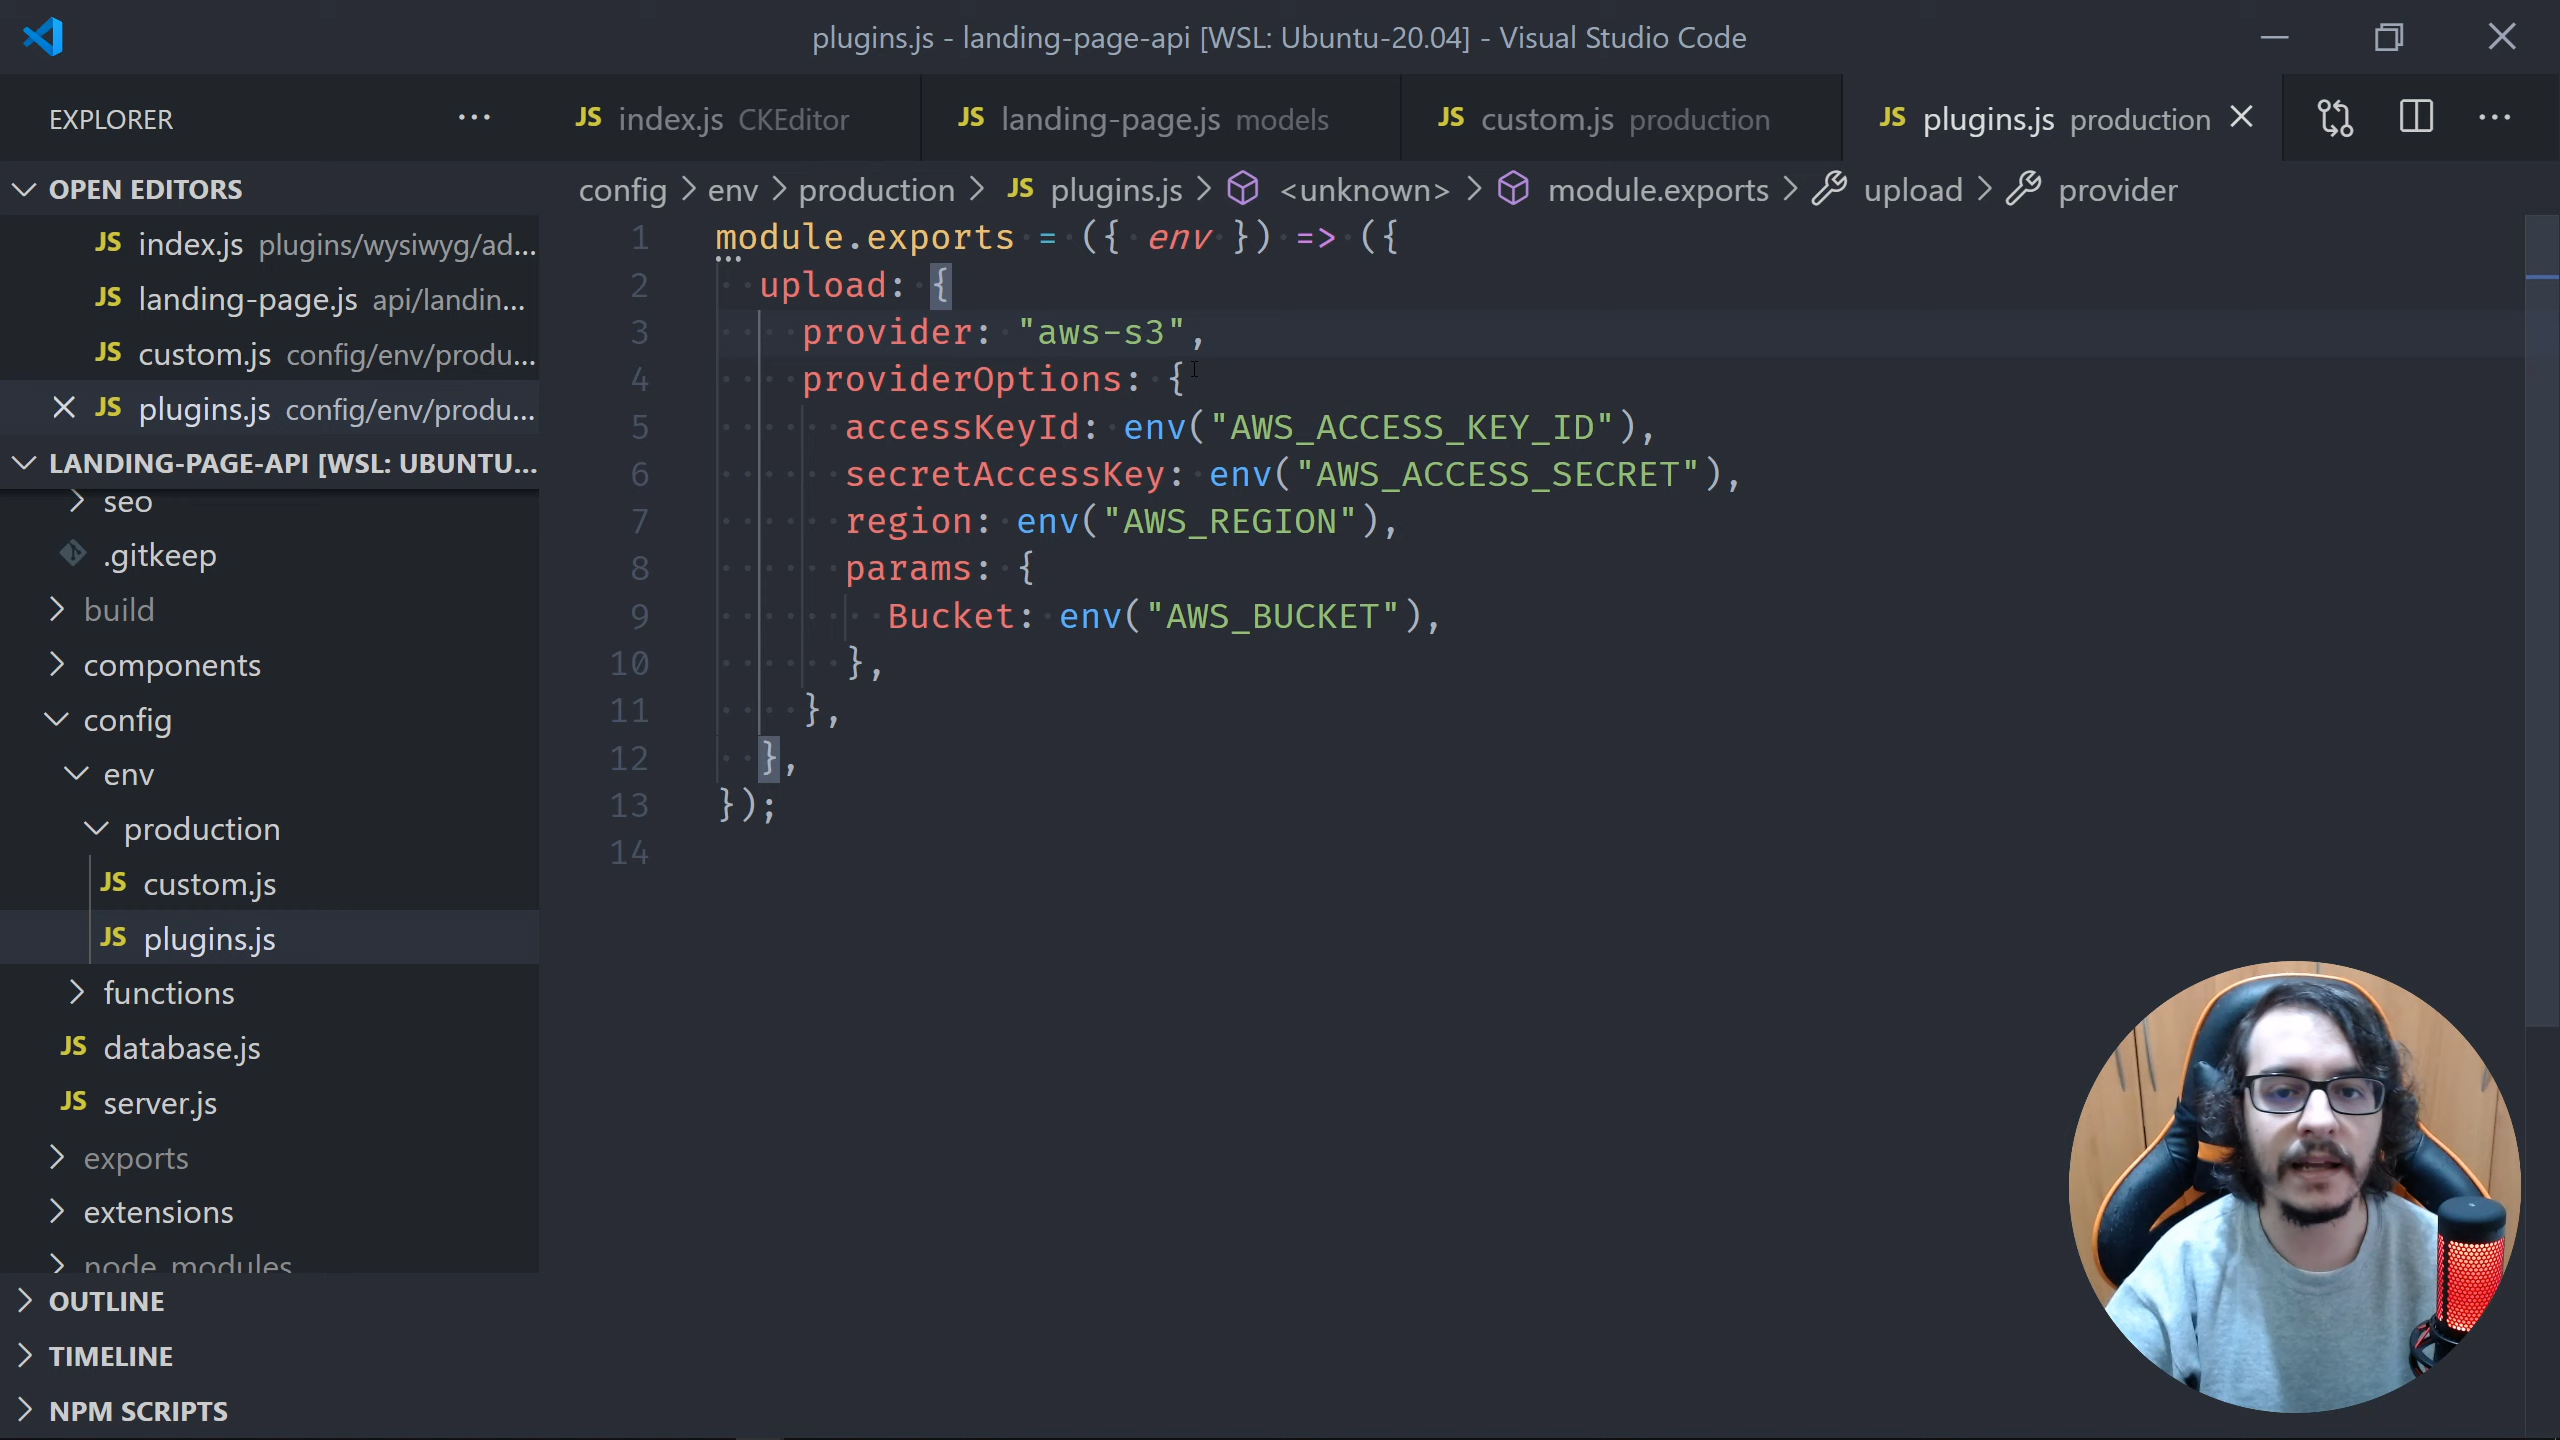 plugins.js - landing-page-api [WSL: Ubuntu-20.04] - Visual Studio Code
EXPLORER
JS index.js CKEditor
JS landing-page.js models
JS custom.js production
JS plugins.js production
OPEN EDITORS
JS index.js plugins/wysiwyg/ad...
JS landing-page.js api/landin...
JS custom.js config/env/produ...
JS plugins.js config/env/produ...
LANDING-PAGE-API [WSL: UBUNTU...
seo
.gitkeep
build
components
config
env
production
JS custom.js
JS plugins.js
functions
JS database.js
JS server.js
exports
extensions
node_modules
OUTLINE
TIMELINE
NPM SCRIPTS
config > env > production > JS plugins.js > <unknown> > module.exports > upload > provider
1 module.exports = ({ env }) => ({
2 upload: {
3 provider: "aws-s3",
4 providerOptions: {
5 accessKeyId: env("AWS_ACCESS_KEY_ID"),
6 secretAccessKey: env("AWS_ACCESS_SECRET"),
7 region: env("AWS_REGION"),
8 params: {
9 Bucket: env("AWS_BUCKET"),
10 },
11 },
12 },
13 });
14